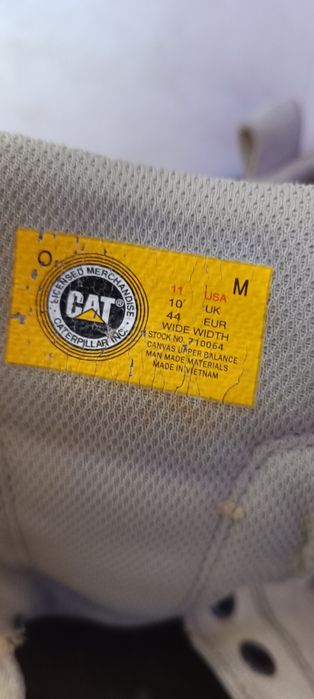 O
M
LICENSED MERCHANDISE
CAT®
CATERPILLAR INC.
11 USA
10 UK
44 EUR
WIDE WIDTH
STOCK NO. 710064
CANVAS UPPER BALANCE
MAN MADE MATERIALS
MADE IN VIETNAM